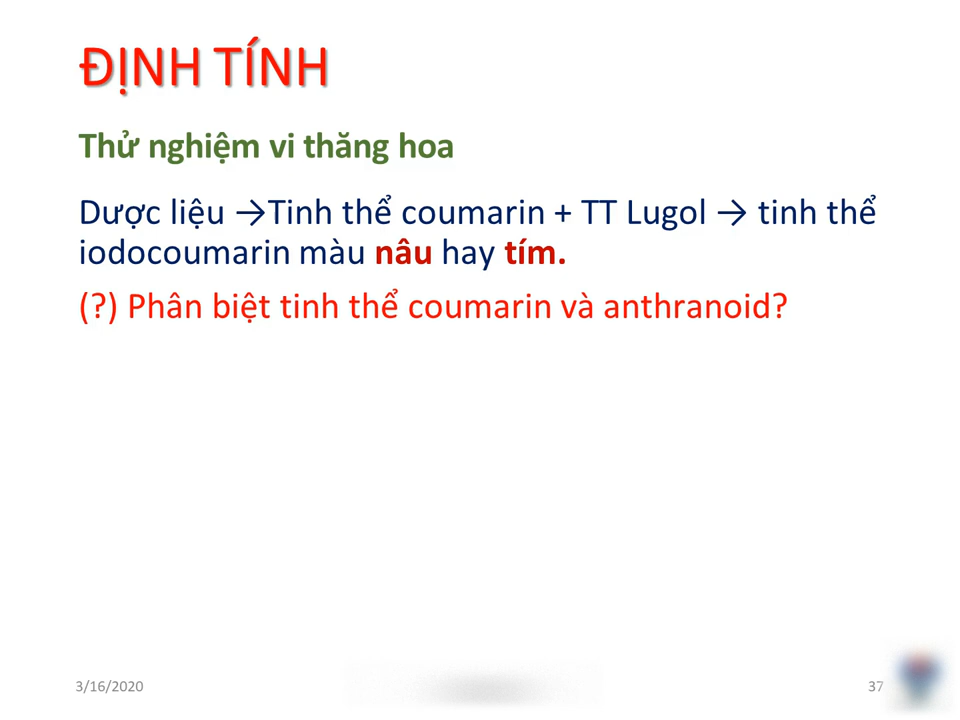 ĐỊNH TÍNH
Thử nghiệm vi thăng hoa
Dược liệu →Tinh thể coumarin + TT Lugol → tinh thể
iodocoumarin màu nâu hay tím.
(?) Phân biệt tinh thể coumarin và anthranoid?
3/16/2020
37